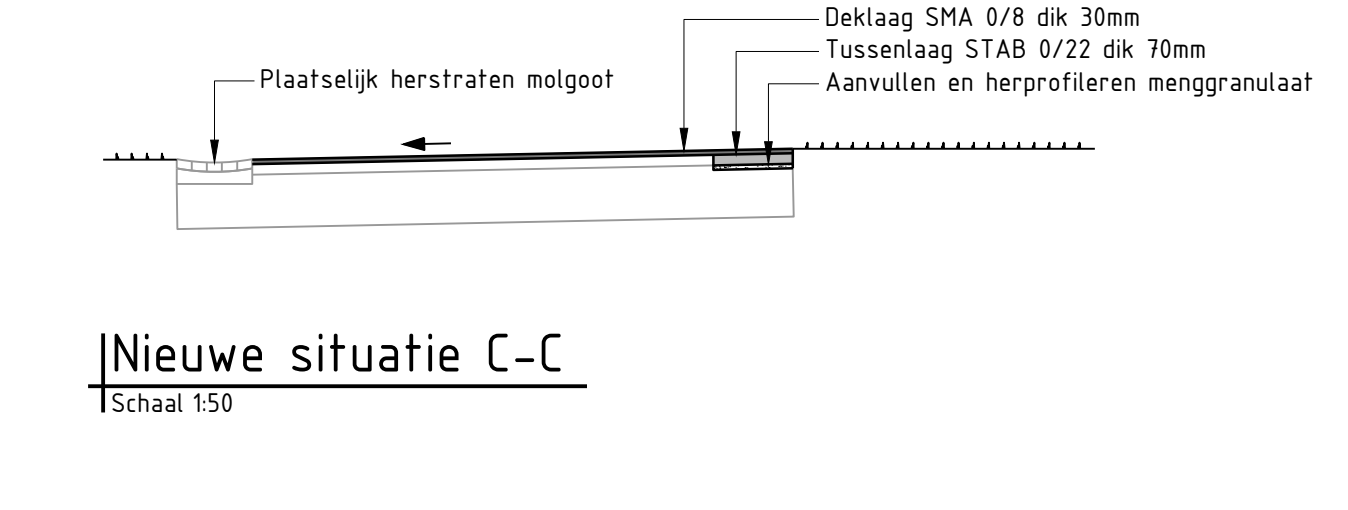 Deklaag SMA 0/8 dik 30mm
Tussenlaag STAB 0/22 dik 70mm
Plaatselijk herstraten molgoot
Aanvullen en herprofileren menggranulaat
Nieuwe situatie C-C
Schaal 1:50